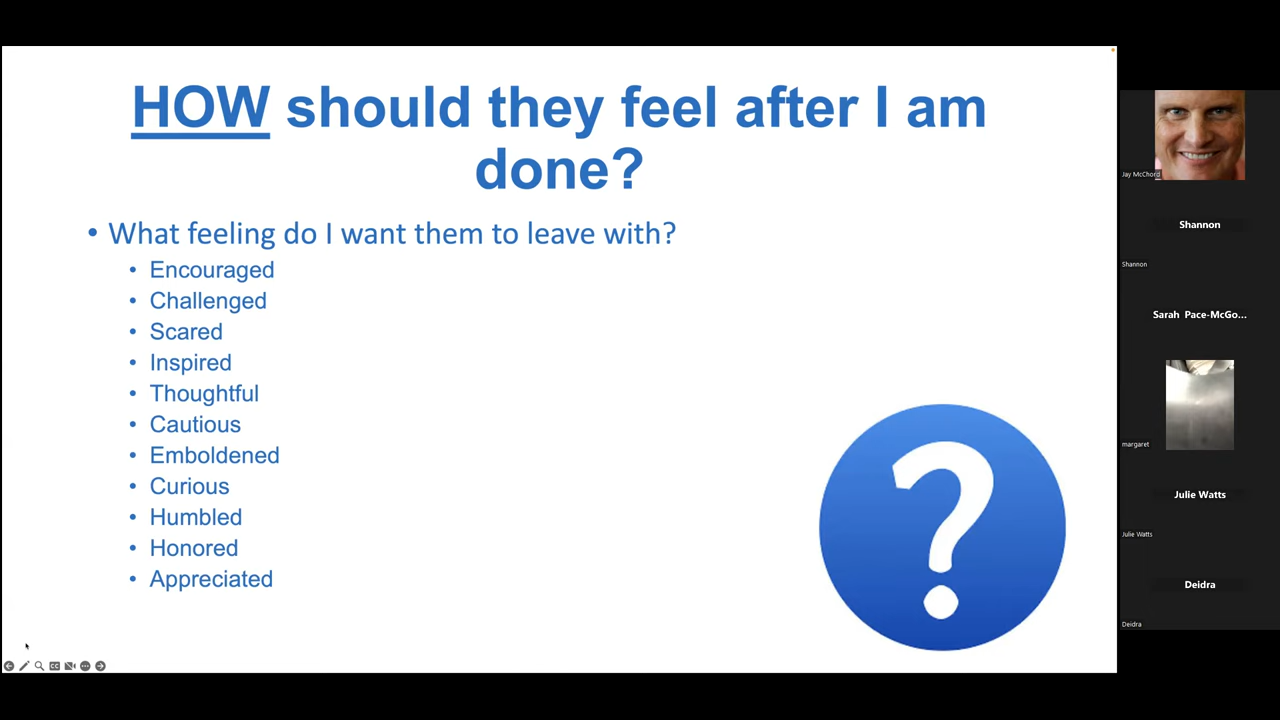 HOW should they feel after I am
done?
• What feeling do I want them to leave with?
• Encouraged
• Challenged
• Scared
• Inspired
• Thoughtful
• Cautious
• Emboldened
• Curious
• Humbled
• Honored
• Appreciated
?
CC
Jay McChord
Shannon
Shannon
Sarah Pace-McGo...
margaret
Julie Watts
Julie Watts
Deidra
Deidra